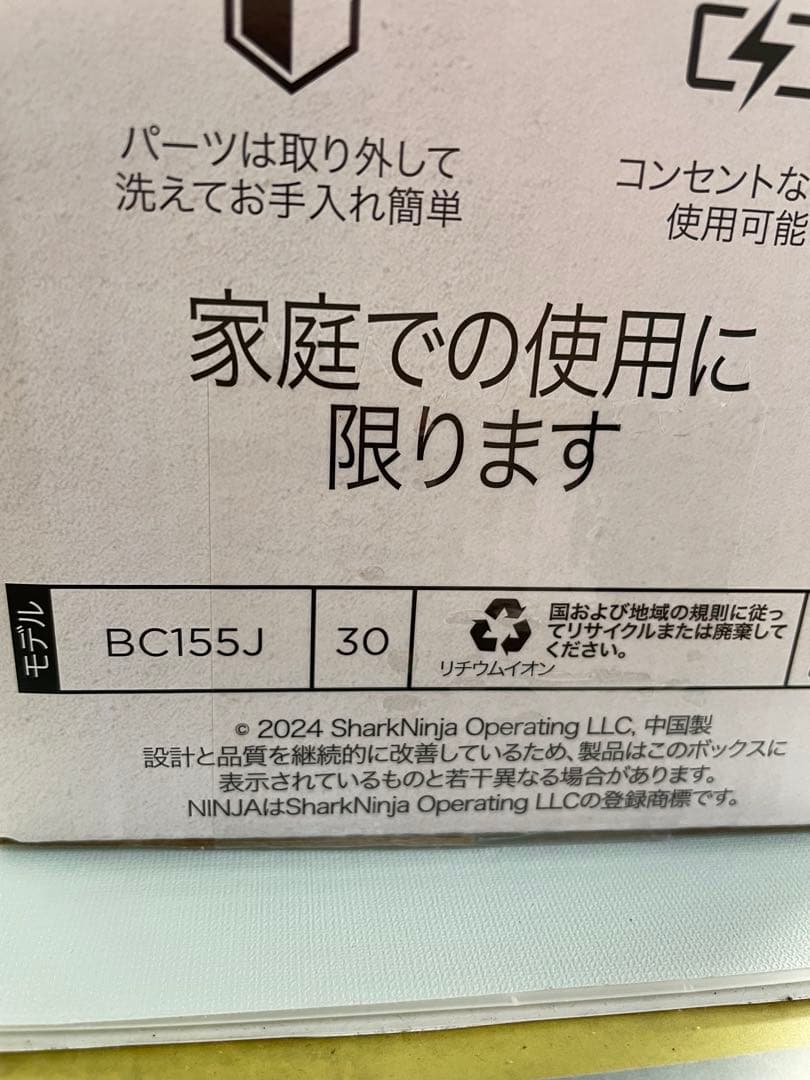 パーツは取り外して
洗えてお手入れ簡単
コンセントな
使用可能
家庭での使用に
限ります
モデル
BC155J
30
リチウムイオン
国および地域の規則に従っ
てリサイクルまたは廃棄して
ください。
© 2024 SharkNinja Operating LLC, 中国製
設計と品質を継続的に改善しているため、製品はこのボックスに
表示されているものと若干異なる場合があります。
NINJAはSharkNinja Operating LLCの登録商標です。